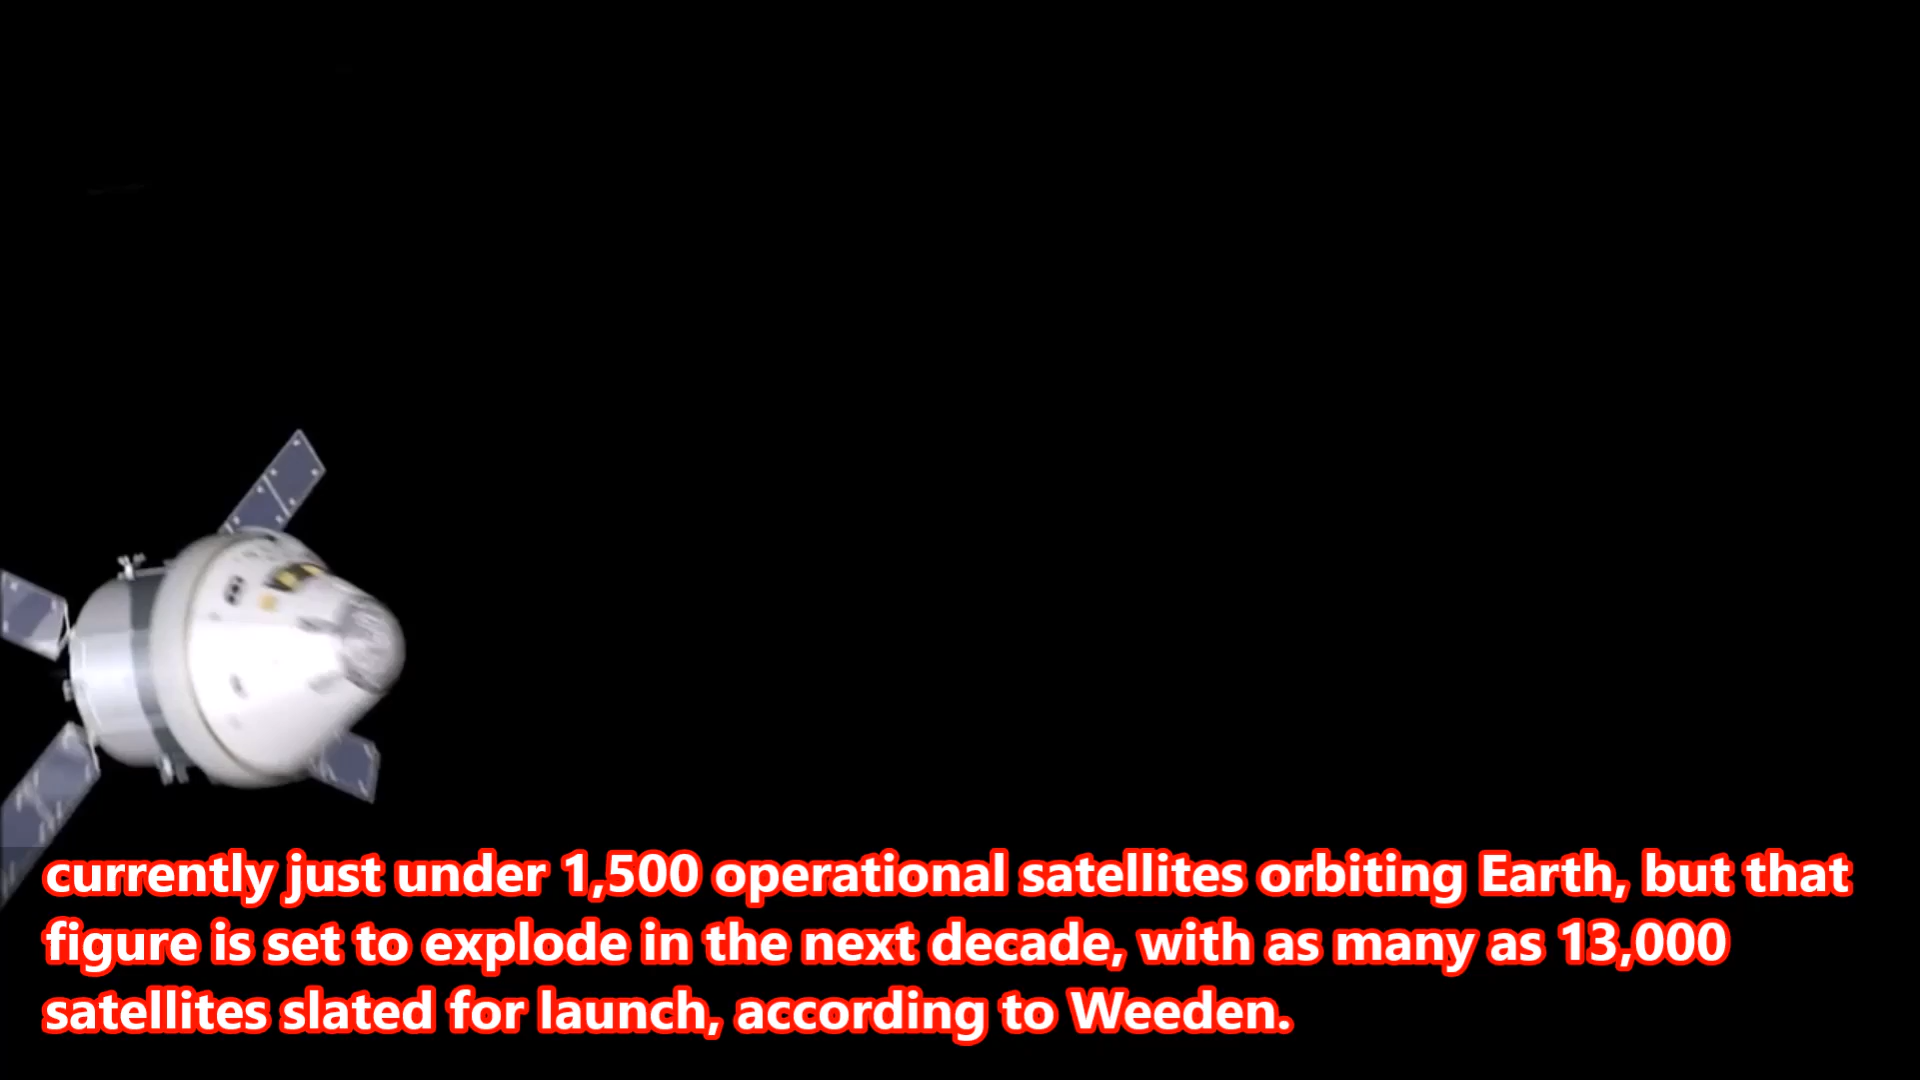 currently just under 1,500 operational satellites orbiting Earth, but that
figure is set to explode in the next decade, with as many as 13,000
satellites slated for launch, according to Weeden.